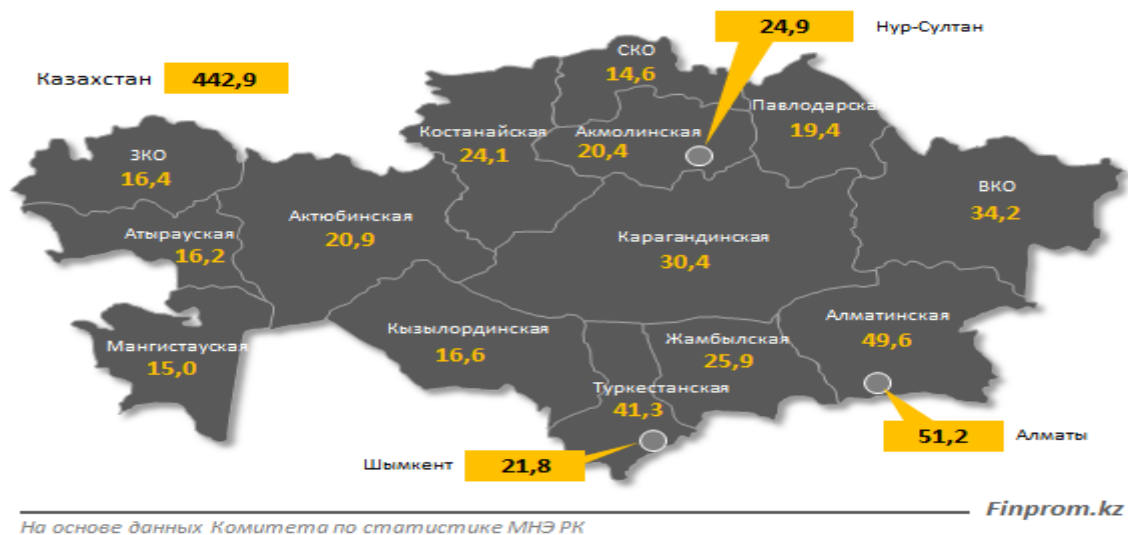 24,9
Нур-Султан
Казахстан 442,9
СКО
14,6
Павлодарска
19,4
Костанайская
24,1
Акмолинская
20,4
ЗКО
16,4
ВКО
34,2
Актюбинская
20,9
Атырауская
16,2
Карагандинская
30,4
Алматинская
49,6
Кызылординская
16,6
Жамбылская
25,9
Мангистауская
15,0
Туркестанская
41,3
51,2 Алматы
Шымкент 21,8
Finprom.kz
На основе данных Комитета по статистике МНЭ РК